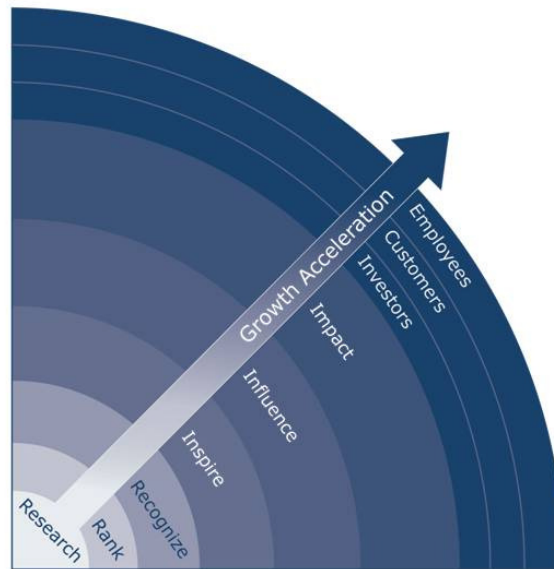 Growth Acceleration
Employees
Customers
Investors
Impact
Influence
Inspire
Recognize
Rank
Research